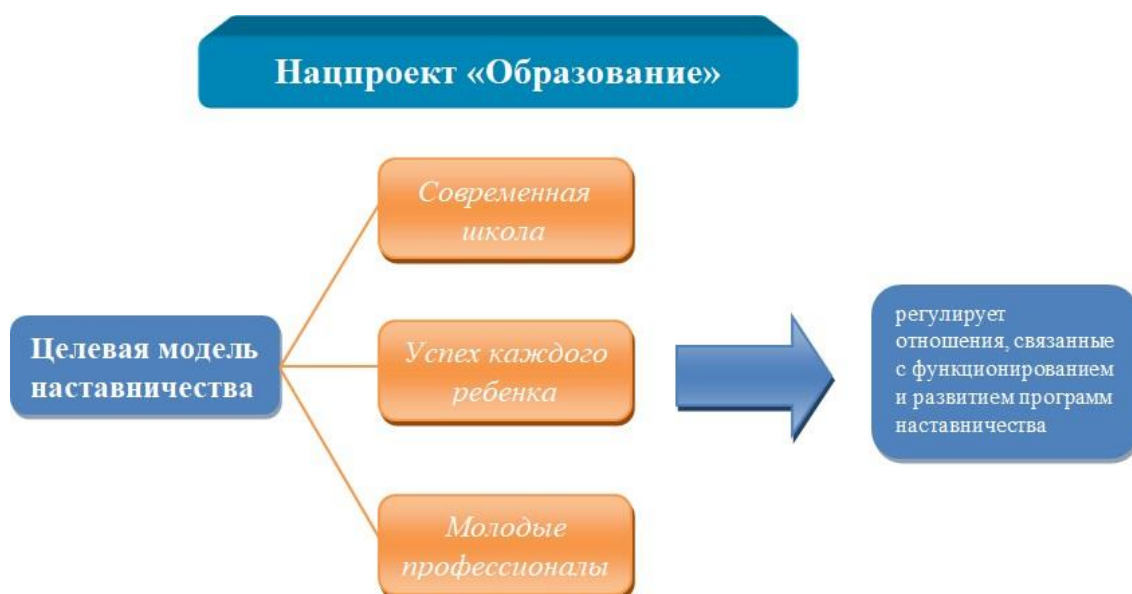 Нацпроект «Образование»
Современная
школа
Целевая модель
наставничества
Успех каждого
ребенка
Молодые
профессионалы
регулирует
отношения, связанные
с функционированием
и развитием программ
наставничества